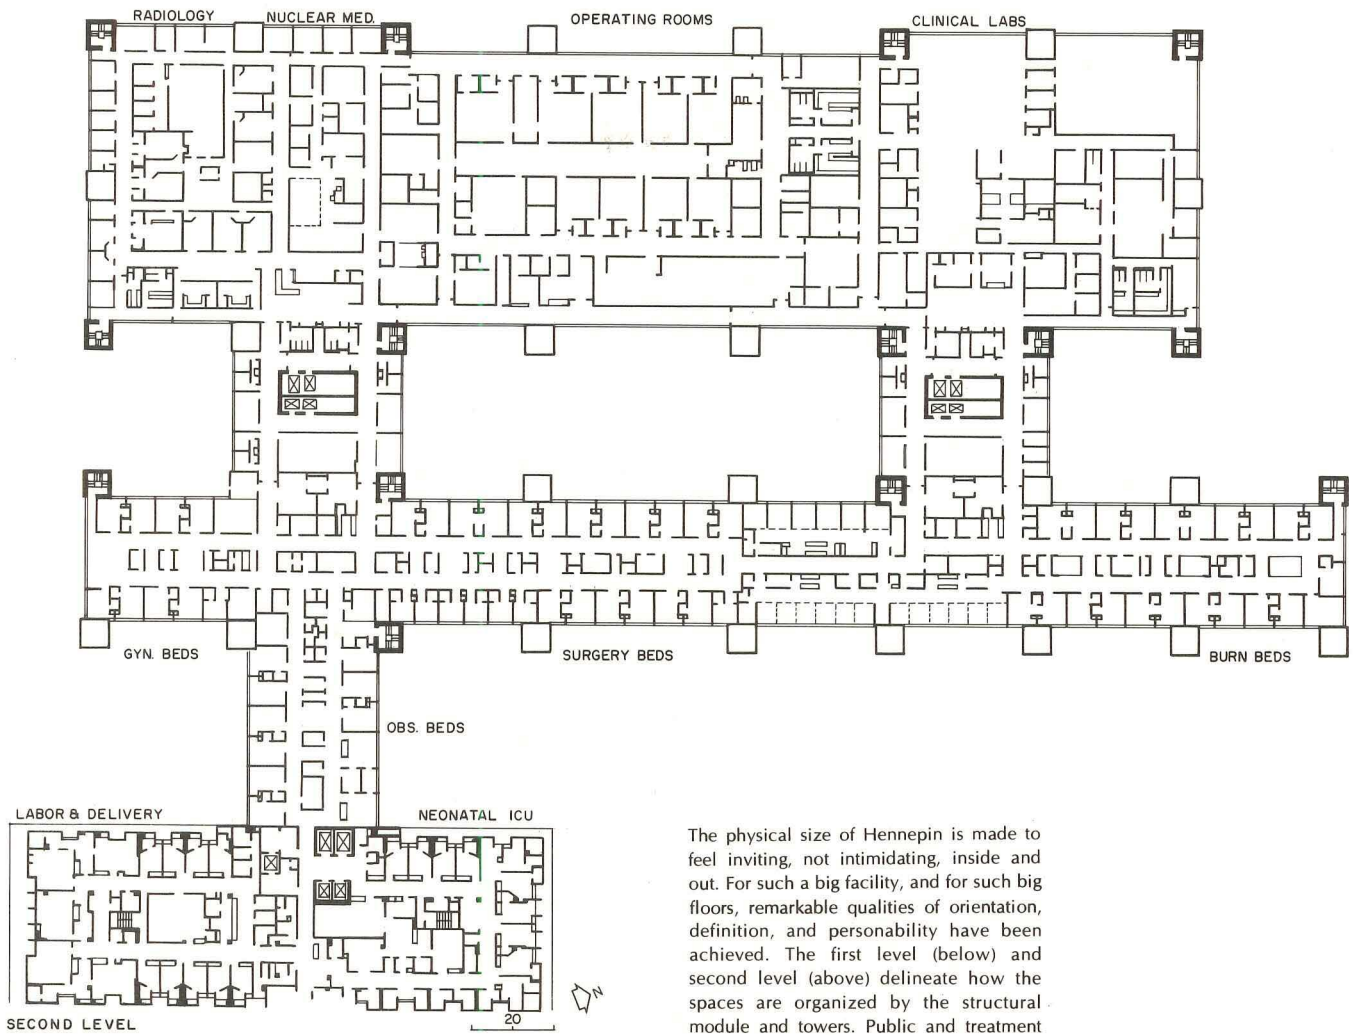 RADIOLOGY
NUCLEAR MED.
OPERATING ROOMS
CLINICAL LABS
GYN. BEDS
SURGERY BEDS
BURN BEDS
OBS. BEDS
LABOR & DELIVERY
NEONATAL ICU
N
SECOND LEVEL
20
The physical size of Hennepin is made to
feel inviting, not intimidating, inside and
out. For such a big facility, and for such big
floors, remarkable qualities of orientation,
definition, and personability have been
achieved. The first level (below) and
second level (above) delineate how the
spaces are organized by the structural
module and towers. Public and treatment